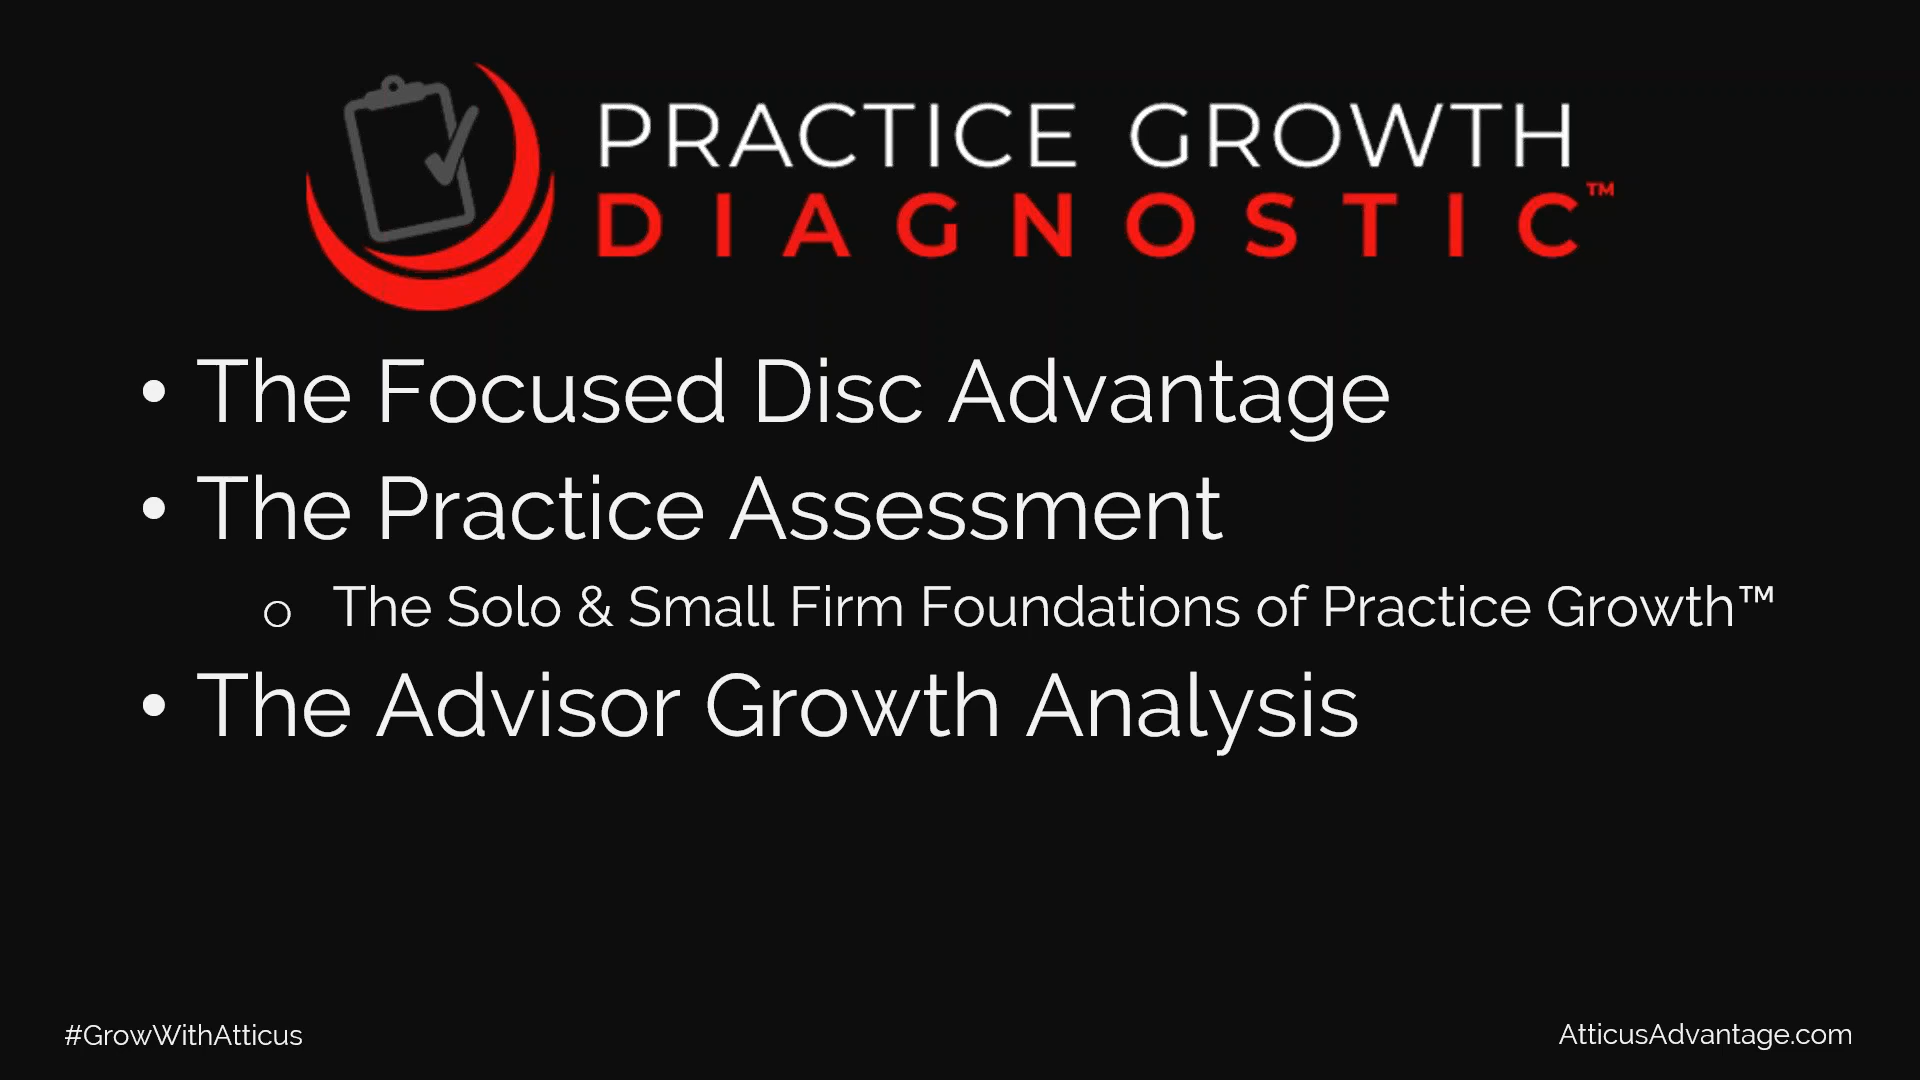 PRACTICE GROWTH
DIAGNOSTIC™
• The Focused Disc Advantage
• The Practice Assessment
o The Solo & Small Firm Foundations of Practice Growth™
• The Advisor Growth Analysis
#GrowWithAtticus
AtticusAdvantage.com